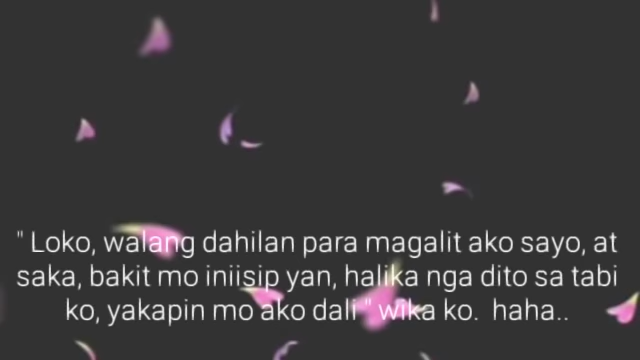 " Loko, walang dahilan para magalit ako sayo, at
saka, bakit mo iniisip yan, halika nga dito sa tabi
ko, yakapin mo ako dali " wika ko.  haha..